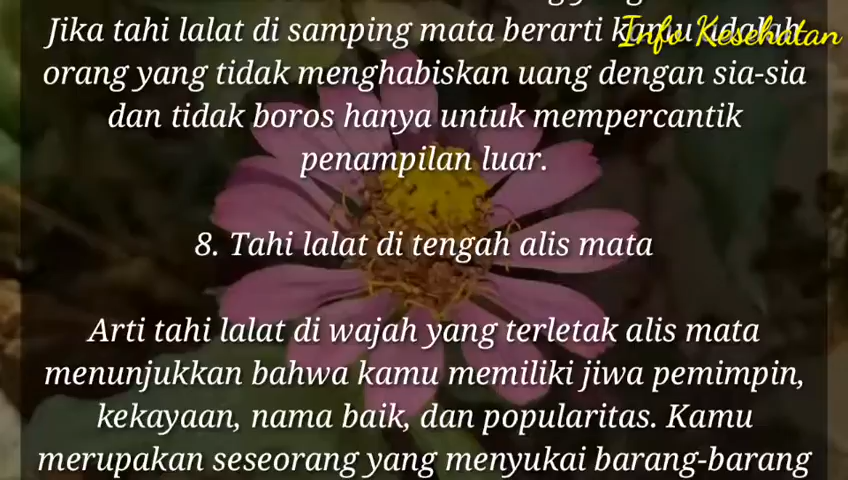 Jika tahi lalat di samping mata berarti kamu adalah
Info Kesehatan
orang yang tidak menghabiskan uang dengan sia-sia
dan tidak boros hanya untuk mempercantik
penampilan luar.
8. Tahi lalat di tengah alis mata
Arti tahi lalat di wajah yang terletak alis mata
menunjukkan bahwa kamu memiliki jiwa pemimpin,
kekayaan, nama baik, dan popularitas. Kamu
merupakan seseorang yang menyukai barang-barang